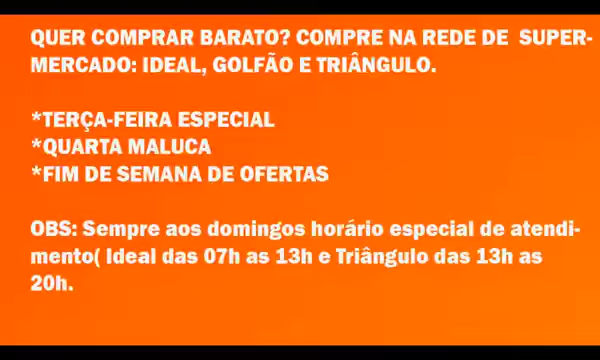 QUER COMPRAR BARATO? COMPRE NA REDE DE SUPER-
MERCADO: IDEAL, GOLFÃO E TRIÂNGULO.
*TERÇA-FEIRA ESPECIAL
*QUARTA MALUCA
*FIM DE SEMANA DE OFERTAS
OBS: Sempre aos domingos horário especial de atendi-
mento( Ideal das 07h as 13h e Triângulo das 13h as
20h.